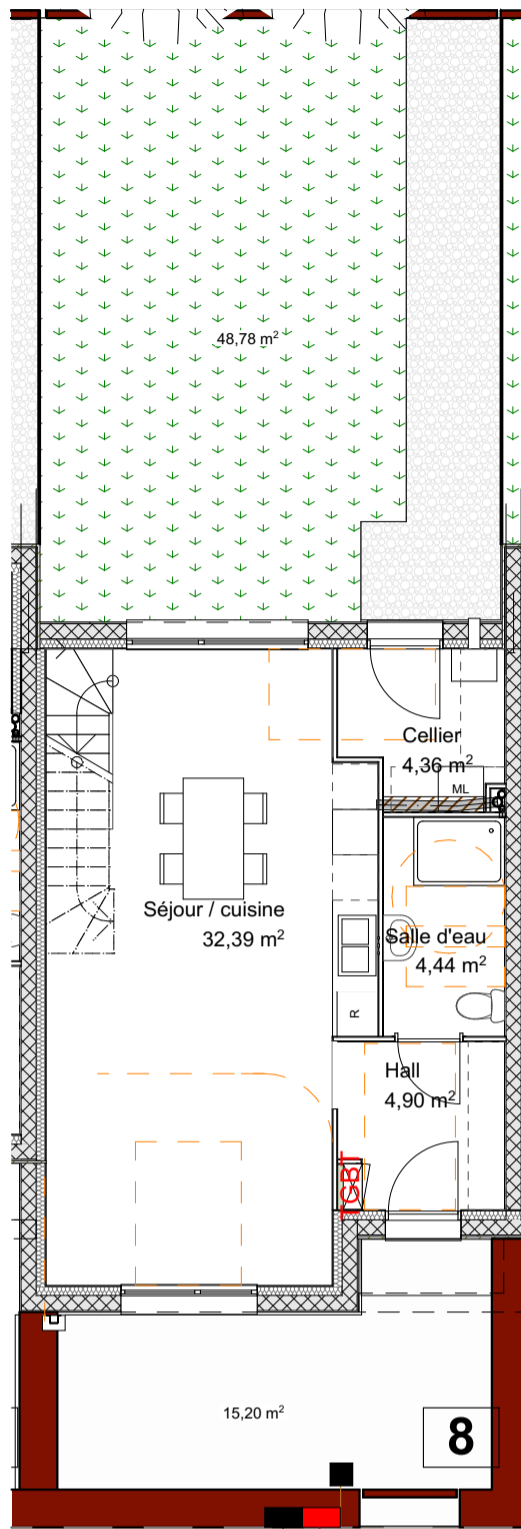 48,78 m²
Cellier
4,36 m²
ML
Séjour / cuisine
32,39 m²
Salle d'eau
4,44 m²
R
Hall
4,90 m²
TGBT
15,20 m²
8